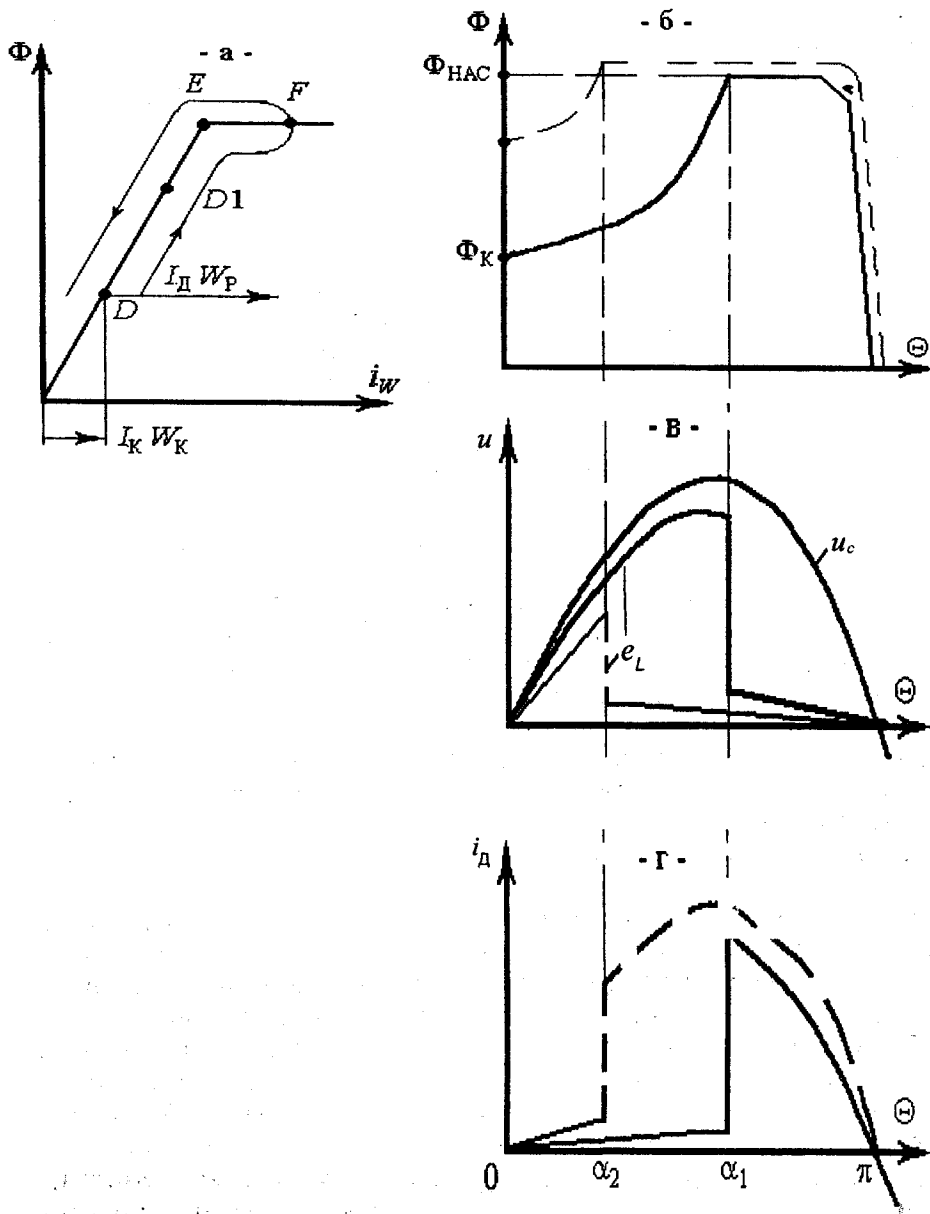 - а -
Φ
E
F
D1
I_Д W_Р
D
i_W
I_К W_К
- б -
Φ
Φ_НАС
Φ_К
Θ
- В -
u
u_c
e_L
Θ
- Г -
i_Д
Θ
0
α_2
α_1
π